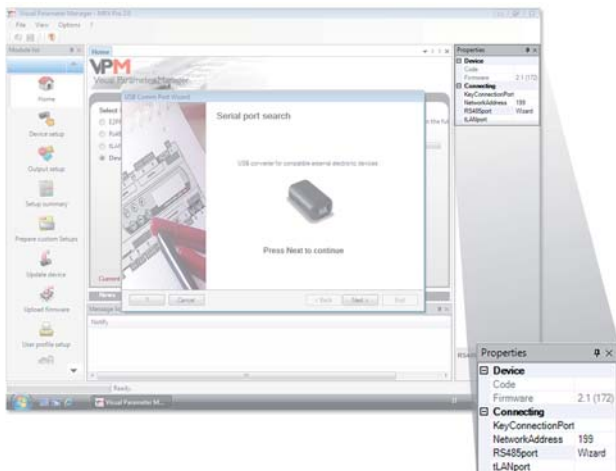 Visual Parameter Manager - MPX Pro 2.0
File View Options ?
Module list
Home
Home
VPM
Visual Parameter Manager
USB Comm Port Wizard
Serial port search
USB converter for compatible external electronic devices
Press Next to continue
Cancel
< Back
Next >
Device setup
Output setup
Setup summary
Prepare custom Setups
Update device
Upload Firmware
User profile setup
News
Notify
Ready.
Visual Parameter M...
Properties
Device
Code
Firmware 2.1 (172)
Connecting
KeyConnectionPort
NetworkAddress 199
RS485port Wizard
tLANport
Properties
Device
Code
Firmware 2.1 (172)
Connecting
KeyConnectionPort
NetworkAddress 199
RS485port Wizard
tLANport